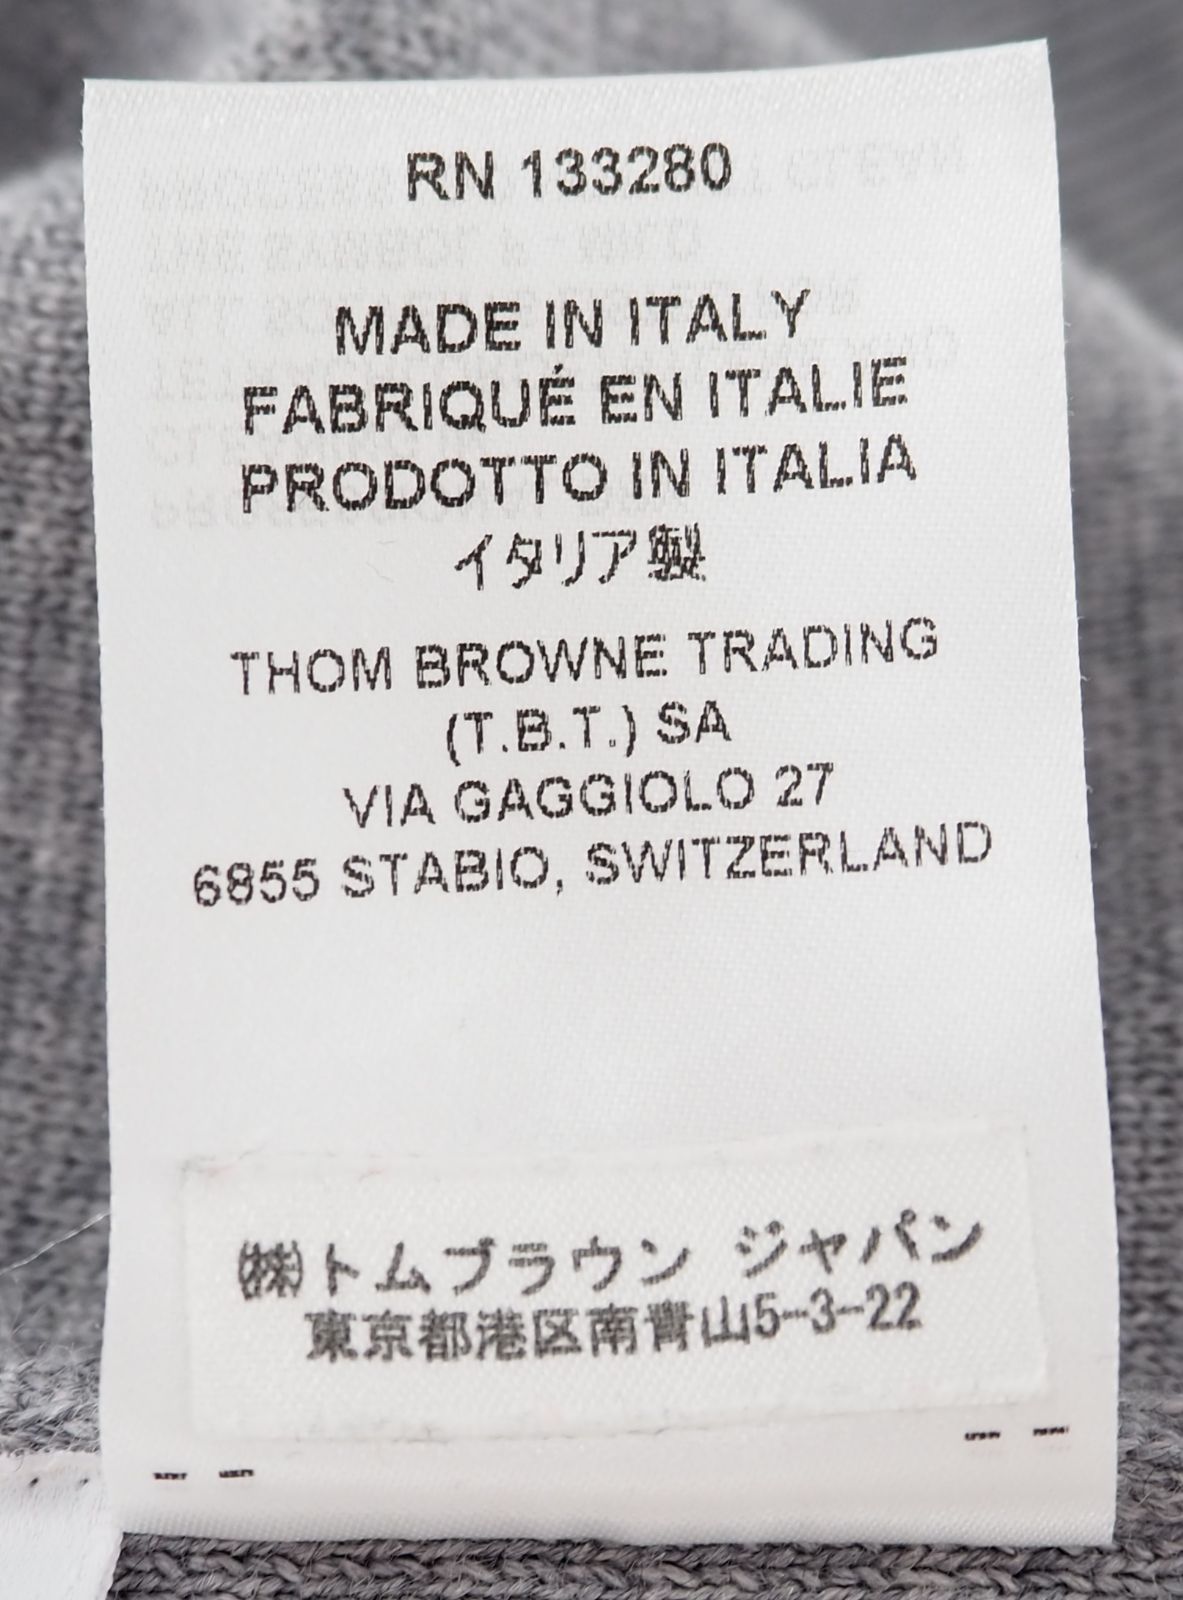 RN 133280
MADE IN ITALY
FABRIQUÉ EN ITALIE
PRODOTTO IN ITALIA
イタリア製
THOM BROWNE TRADING
(T.B.T.) SA
VIA GAGGIOLO 27
6855 STABIO, SWITZERLAND
㈱トムブラウン ジャパン
東京都港区南青山5-3-22